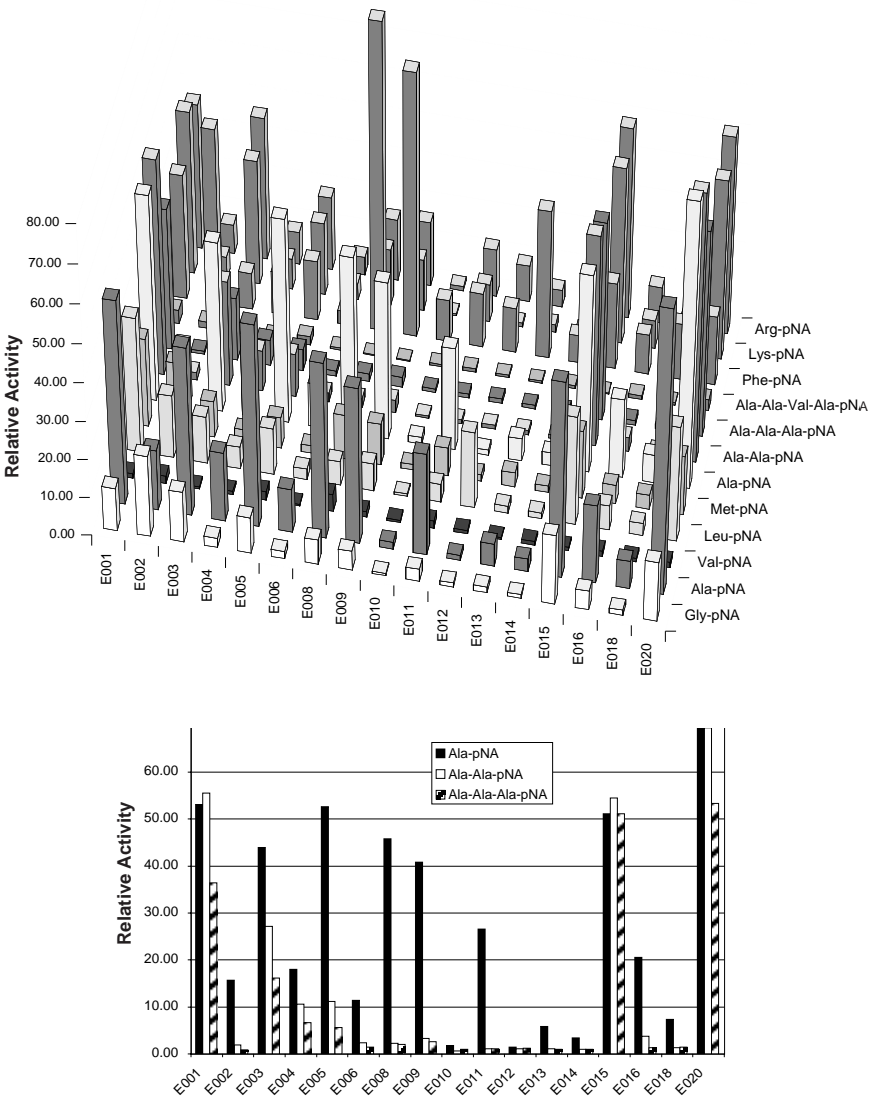 80.00
70.00
60.00
50.00
40.00
30.00
20.00
10.00
0.00
Relative Activity
E001
E002
E003
E004
E005
E006
E008
E009
E010
E011
E012
E013
E014
E015
E016
E018
E020
Arg-pNA
Lys-pNA
Phe-pNA
Ala-Ala-Val-Ala-pNA
Ala-Ala-Ala-pNA
Ala-Ala-pNA
Ala-pNA
Met-pNA
Leu-pNA
Val-pNA
Ala-pNA
Gly-pNA
Ala-pNA
Ala-Ala-pNA
Ala-Ala-Ala-pNA
60.00
50.00
40.00
30.00
20.00
10.00
0.00
Relative Activity
E001
E002
E003
E004
E005
E006
E008
E009
E010
E011
E012
E013
E014
E015
E016
E018
E020